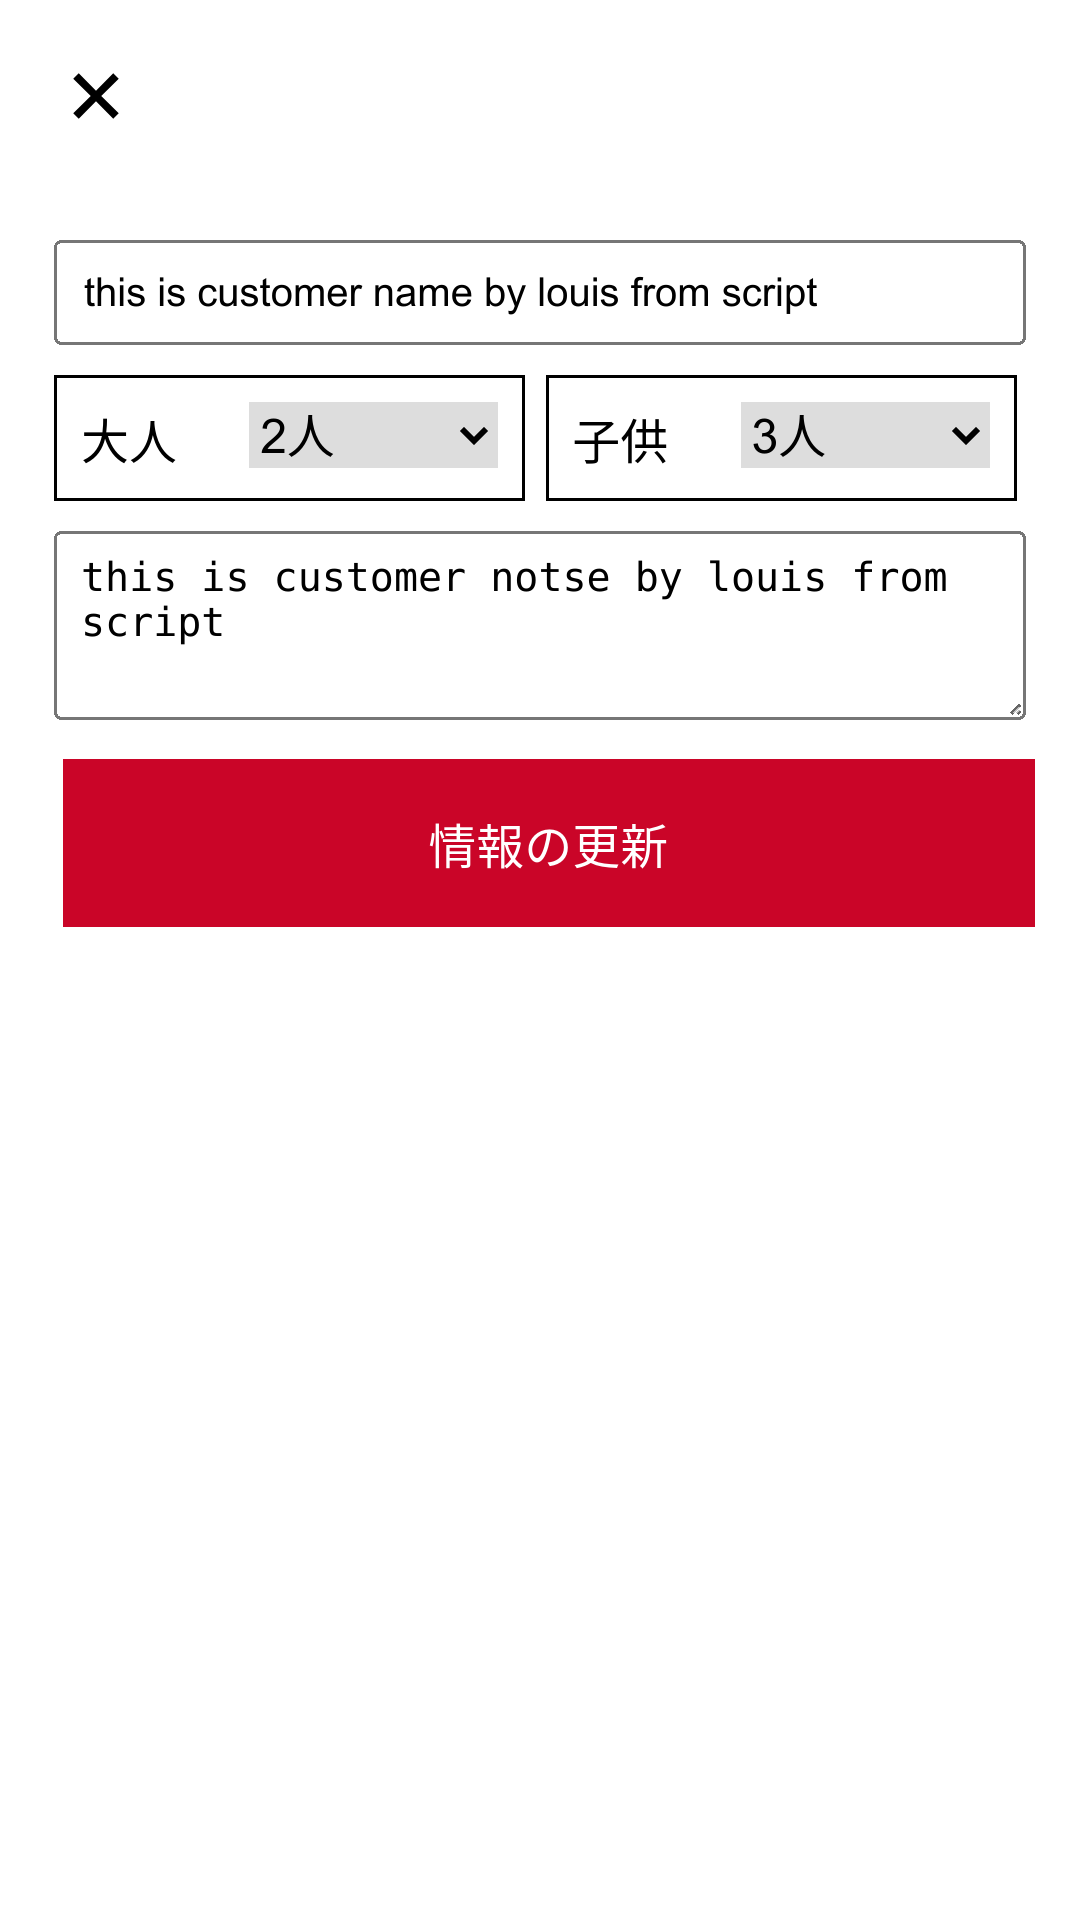 this is customer name by louis from script
大人 2人 子供 3人
this is customer notse by louis from
script
情報の更新